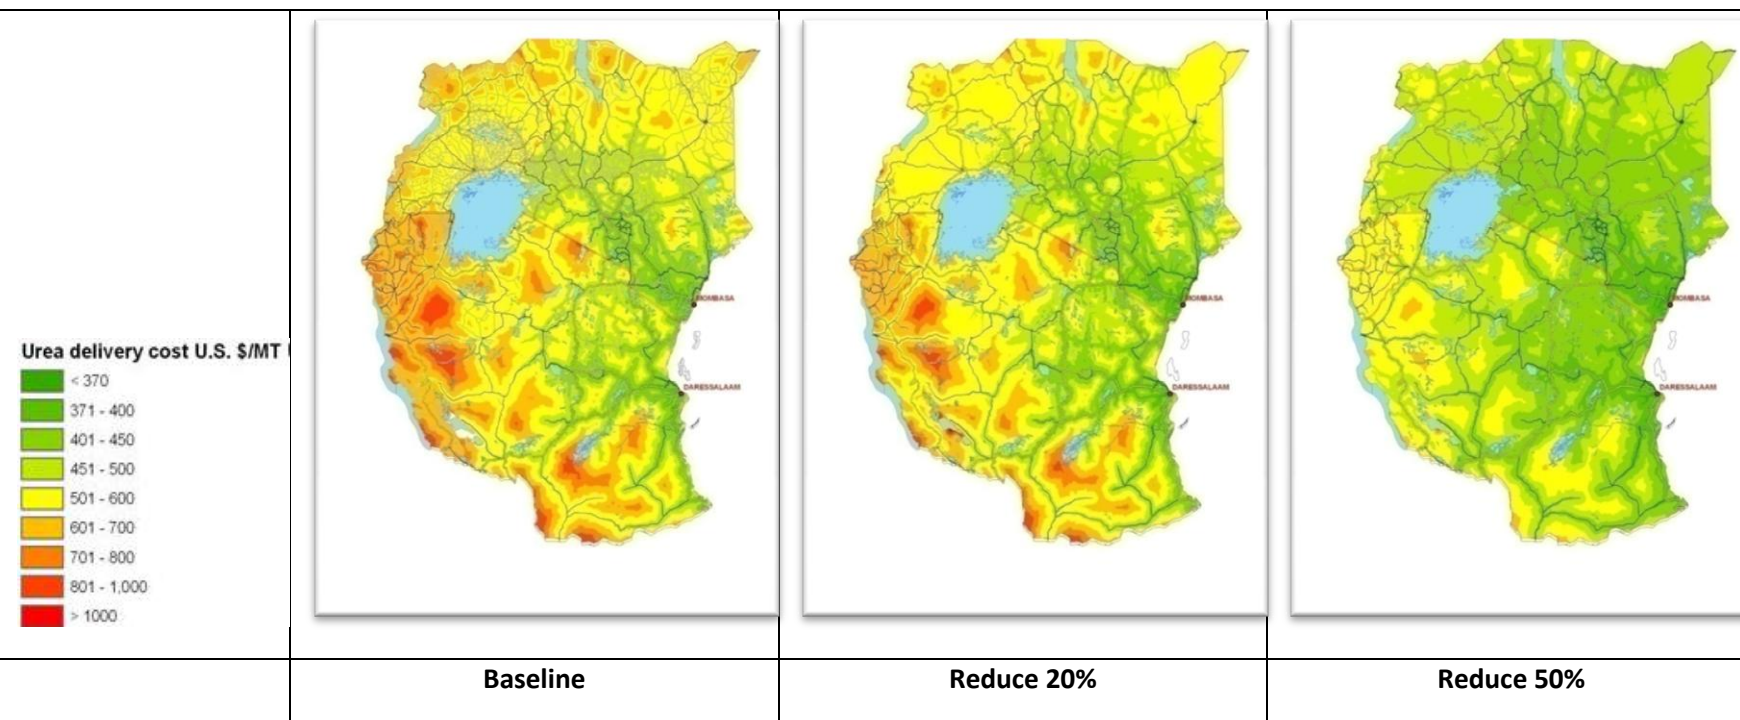 Urea delivery cost U.S. $/MT
< 370
371 - 400
401 - 450
451 - 500
501 - 600
601 - 700
701 - 800
801 - 1,000
> 1000
MOMBASA
DARESSALAAM
MOMBASA
DARESSALAAM
MOMBASA
DARESSALAAM
Baseline
Reduce 20%
Reduce 50%